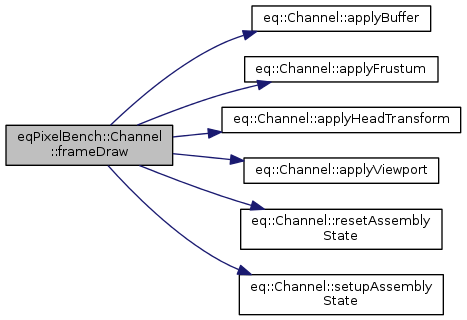 eq::Channel::applyBuffer
eq::Channel::applyFrustum
eqPixelBench::Channel
::frameDraw
eq::Channel::applyHeadTransform
eq::Channel::applyViewport
eq::Channel::resetAssembly
State
eq::Channel::setupAssembly
State